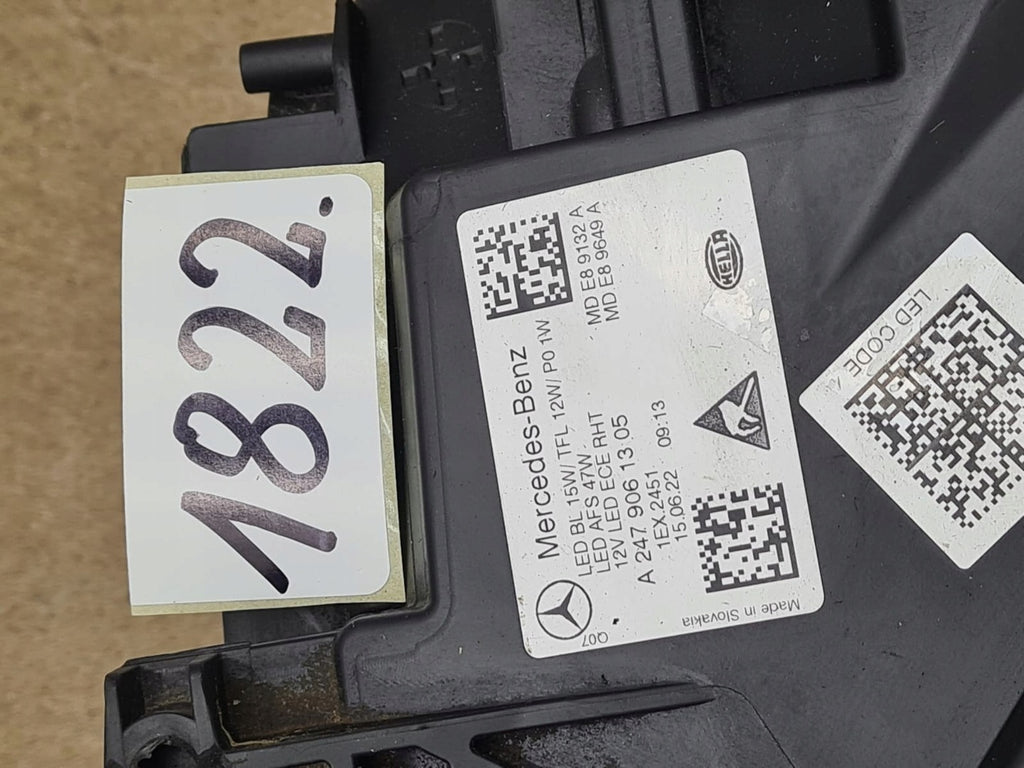 1822.
Mercedes-Benz
LED BL 15W/ TFL 12W/ P0 1W
LED AFS 47W
12V LED ECE RHT
A 247 906 13 05
1EX.2451
15.06.22 09:13
MD E8 9132 A
MD E8 9649 A
HELLA
Q07
Made in Slovakia
LED CODE